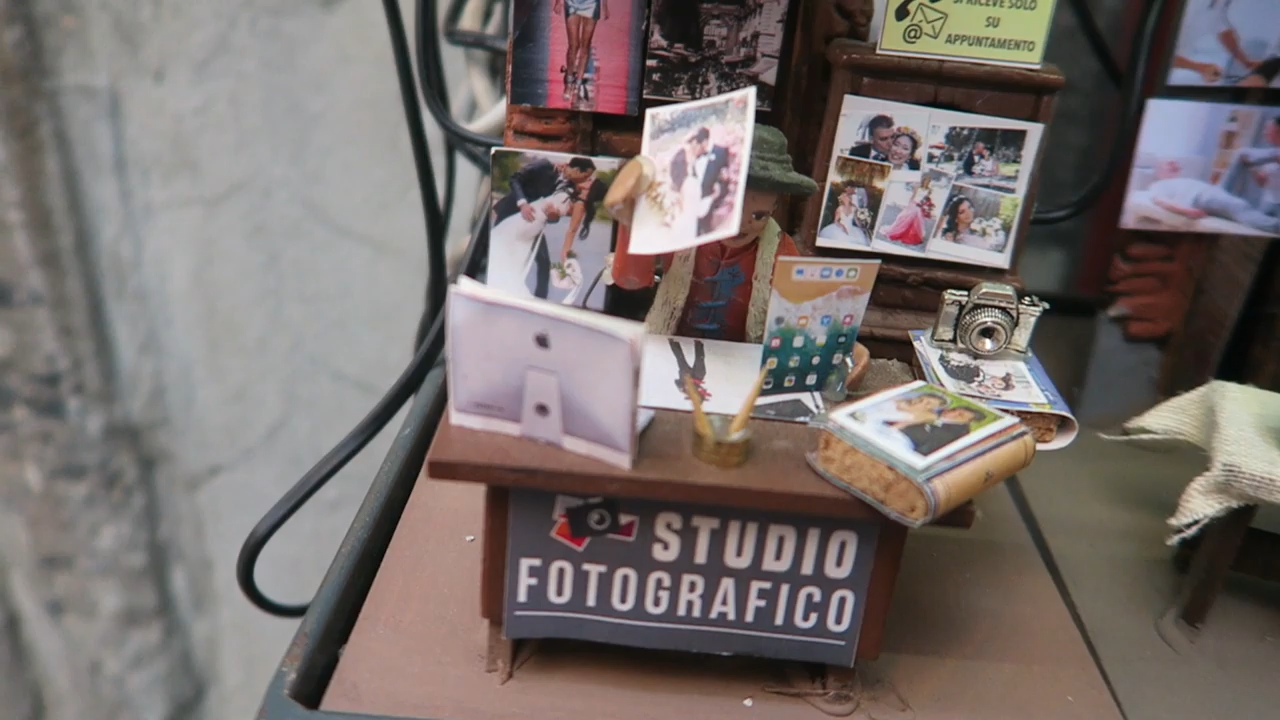 SI RICEVE SOLO
SU
APPUNTAMENTO
@
STUDIO
FOTOGRAFICO